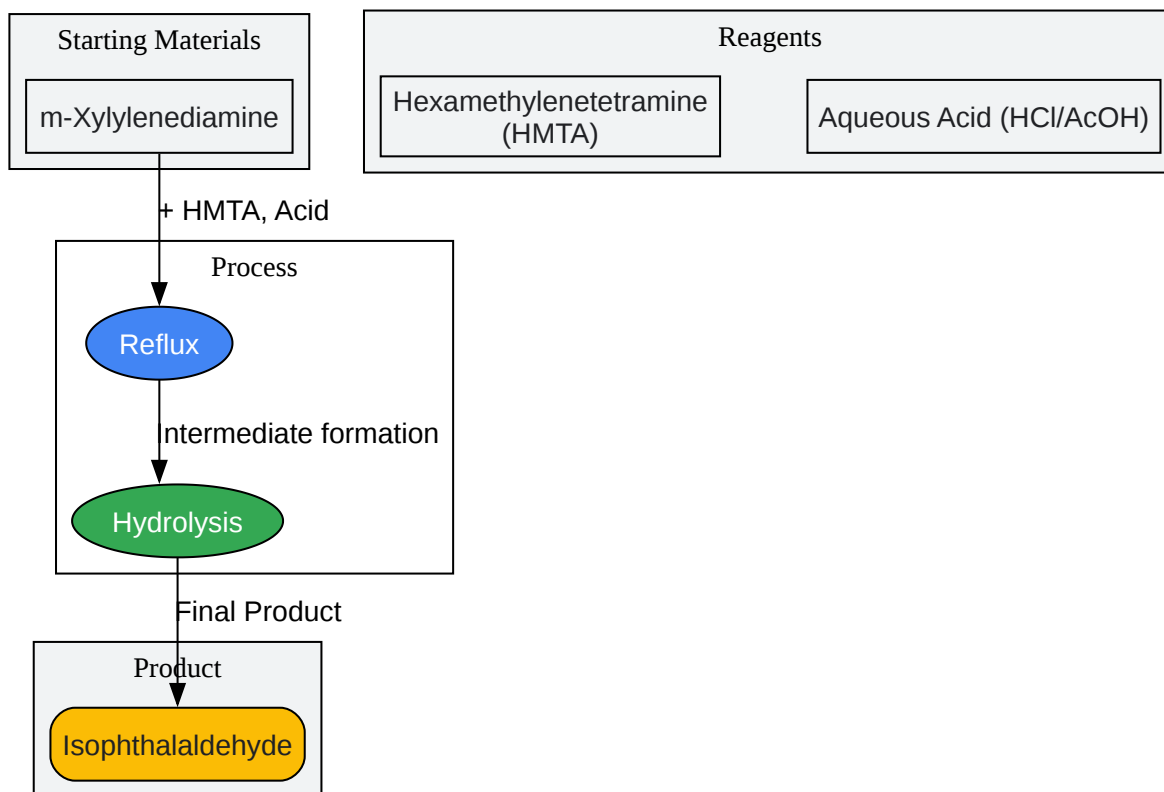 Starting Materials
m-Xylylenediamine
Reagents
Hexamethylenetetramine
(HMTA)
Aqueous Acid (HCl/AcOH)
+ HMTA, Acid
Process
Reflux
Intermediate formation
Hydrolysis
Final Product
Product
Isophthalaldehyde